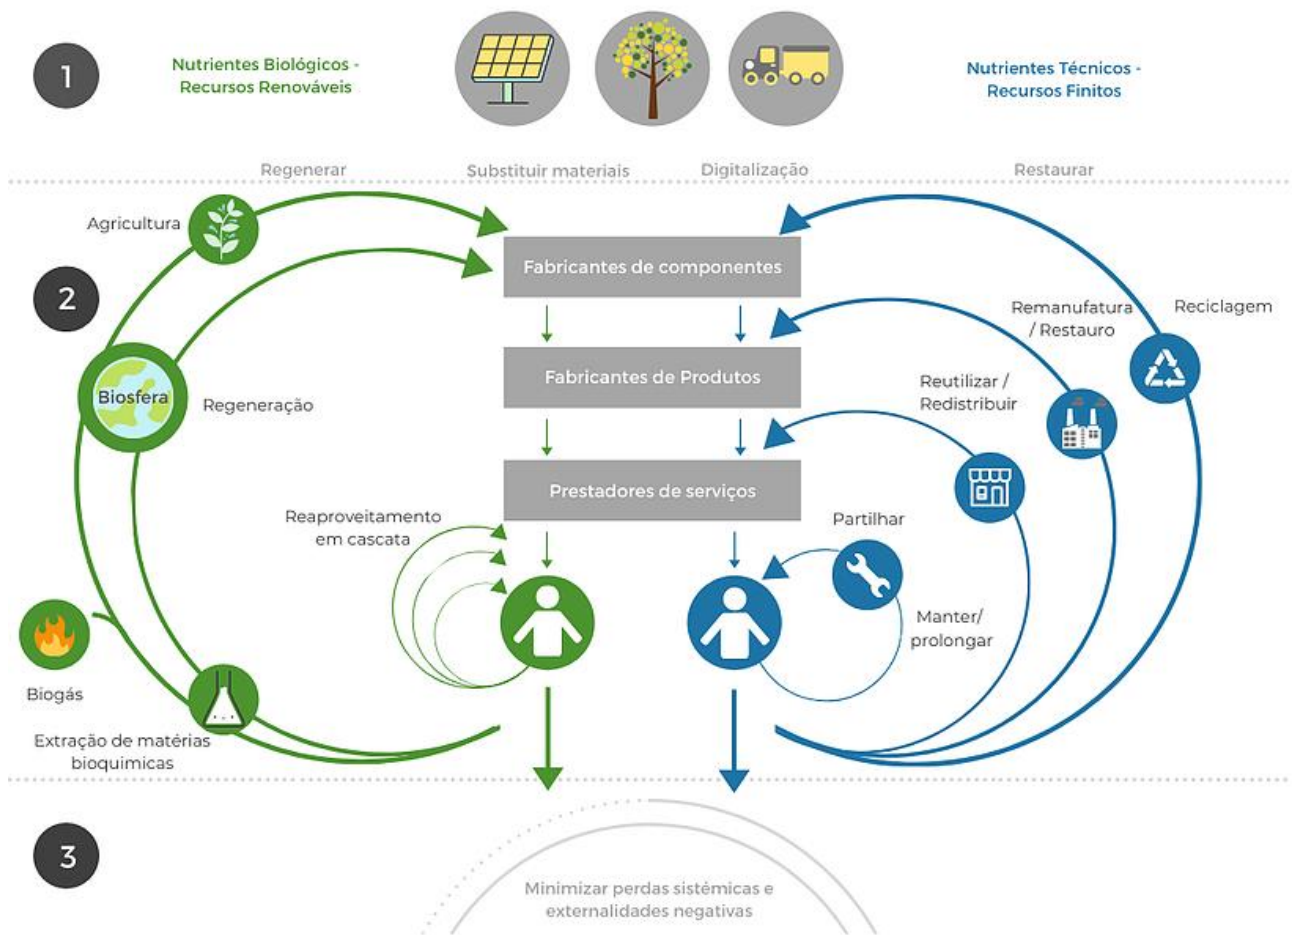 1
Nutrientes Biológicos -
Recursos Renováveis
Nutrientes Técnicos -
Recursos Finitos
Regenerar
Substituir materiais
Digitalização
Restaurar
2
Agricultura
Fabricantes de componentes
Remanufatura
/ Restauro
Reciclagem
Biosfera
Regeneração
Fabricantes de Produtos
Reutilizar /
Redistribuir
Prestadores de serviços
Reaproveitamento
em cascata
Partilhar
Manter/
prolongar
Biogás
Extração de matérias
bioquimicas
3
Minimizar perdas sistémicas e
externalidades negativas